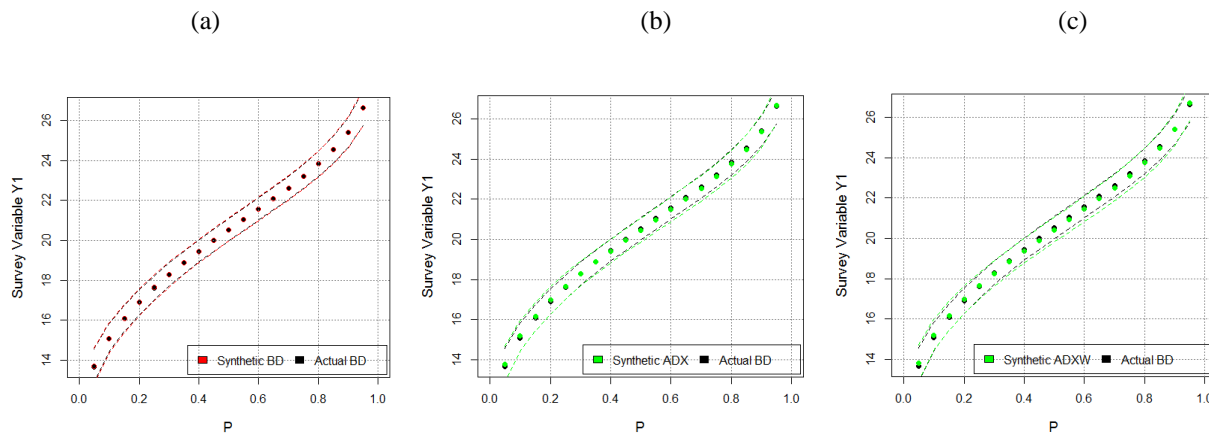 (a)
Survey Variable Y1
26
24
22
20
18
16
14
Synthetic BD
Actual BD
0.0 0.2 0.4 0.6 0.8 1.0
P
(b)
Survey Variable Y1
26
24
22
20
18
16
14
Synthetic ADX
Actual BD
0.0 0.2 0.4 0.6 0.8 1.0
P
(c)
Survey Variable Y1
26
24
22
20
18
16
14
Synthetic ADXW
Actual BD
0.0 0.2 0.4 0.6 0.8 1.0
P